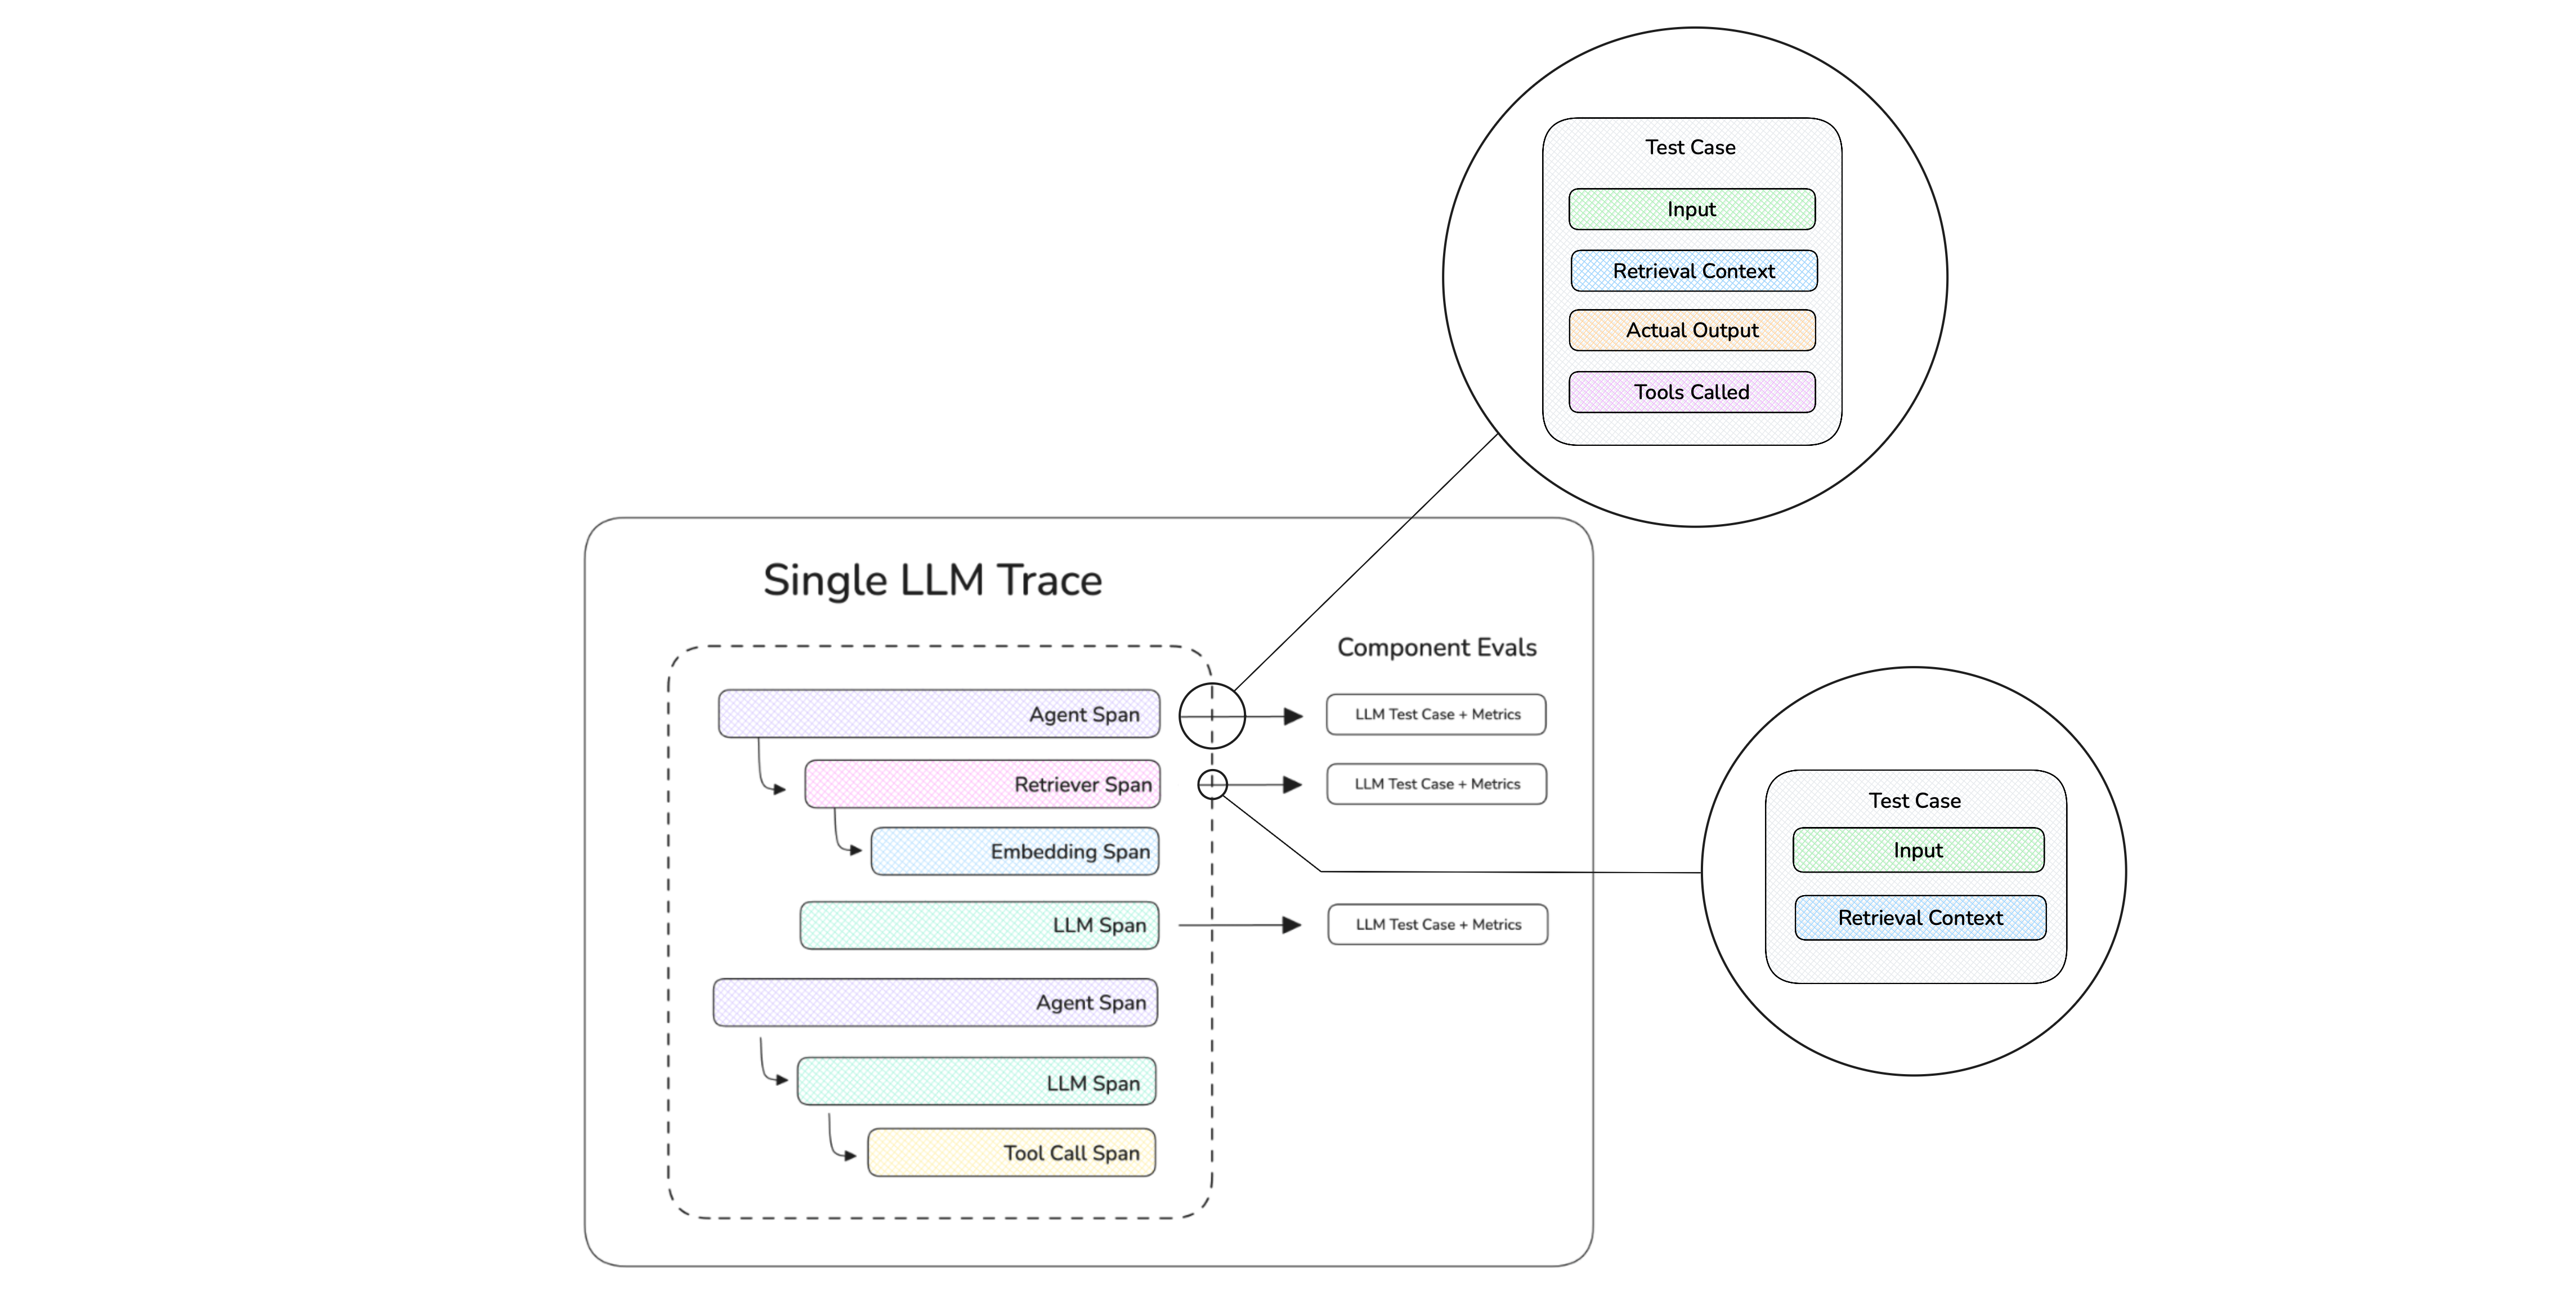 Test Case
Input
Retrieval Context
Actual Output
Tools Called
Single LLM Trace
Component Evals
Agent Span
LLM Test Case + Metrics
Retriever Span
LLM Test Case + Metrics
Embedding Span
LLM Span
LLM Test Case + Metrics
Agent Span
LLM Span
Tool Call Span
Test Case
Input
Retrieval Context